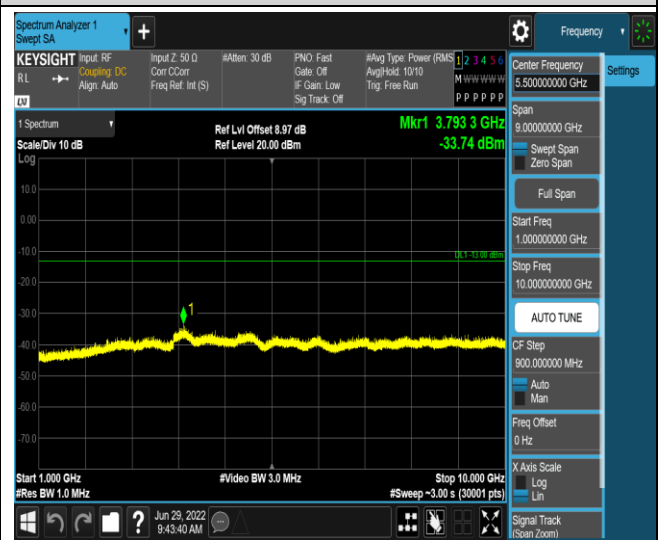 Spectrum Analyzer 1
Swept SA
Frequency
KEYSIGHT
RL
LXI
Input: RF
Coupling: DC
Align: Auto
Input Z: 50 Ω
Corr CCorr
Freq Ref: Int (S)
#Atten: 30 dB
PNO: Fast
Gate: Off
IF Gain: Low
Sig Track: Off
#Avg Type: Power (RMS
Avg|Hold: 10/10
Trig: Free Run
1 2 3 4 5 6
M W W W W W
P P P P P P
1 Spectrum
Scale/Div 10 dB
Ref Lvl Offset 8.97 dB
Ref Level 20.00 dBm
Mkr1 3.793 3 GHz
-33.74 dBm
Log
10.0
0.00
-10.0
-20.0
-30.0
-40.0
-50.0
-60.0
-70.0
DL1 -13.00 dBm
1
Start 1.000 GHz
#Res BW 1.0 MHz
#Video BW 3.0 MHz
Stop 10.000 GHz
#Sweep ~3.00 s (30001 pts)
Jun 29, 2022
9:43:40 AM
Center Frequency
5.500000000 GHz
Settings
Span
9.00000000 GHz
Swept Span
Zero Span
Full Span
Start Freq
1.000000000 GHz
Stop Freq
10.000000000 GHz
AUTO TUNE
CF Step
900.000000 MHz
Auto
Man
Freq Offset
0 Hz
X Axis Scale
Log
Lin
Signal Track
(Span Zoom)